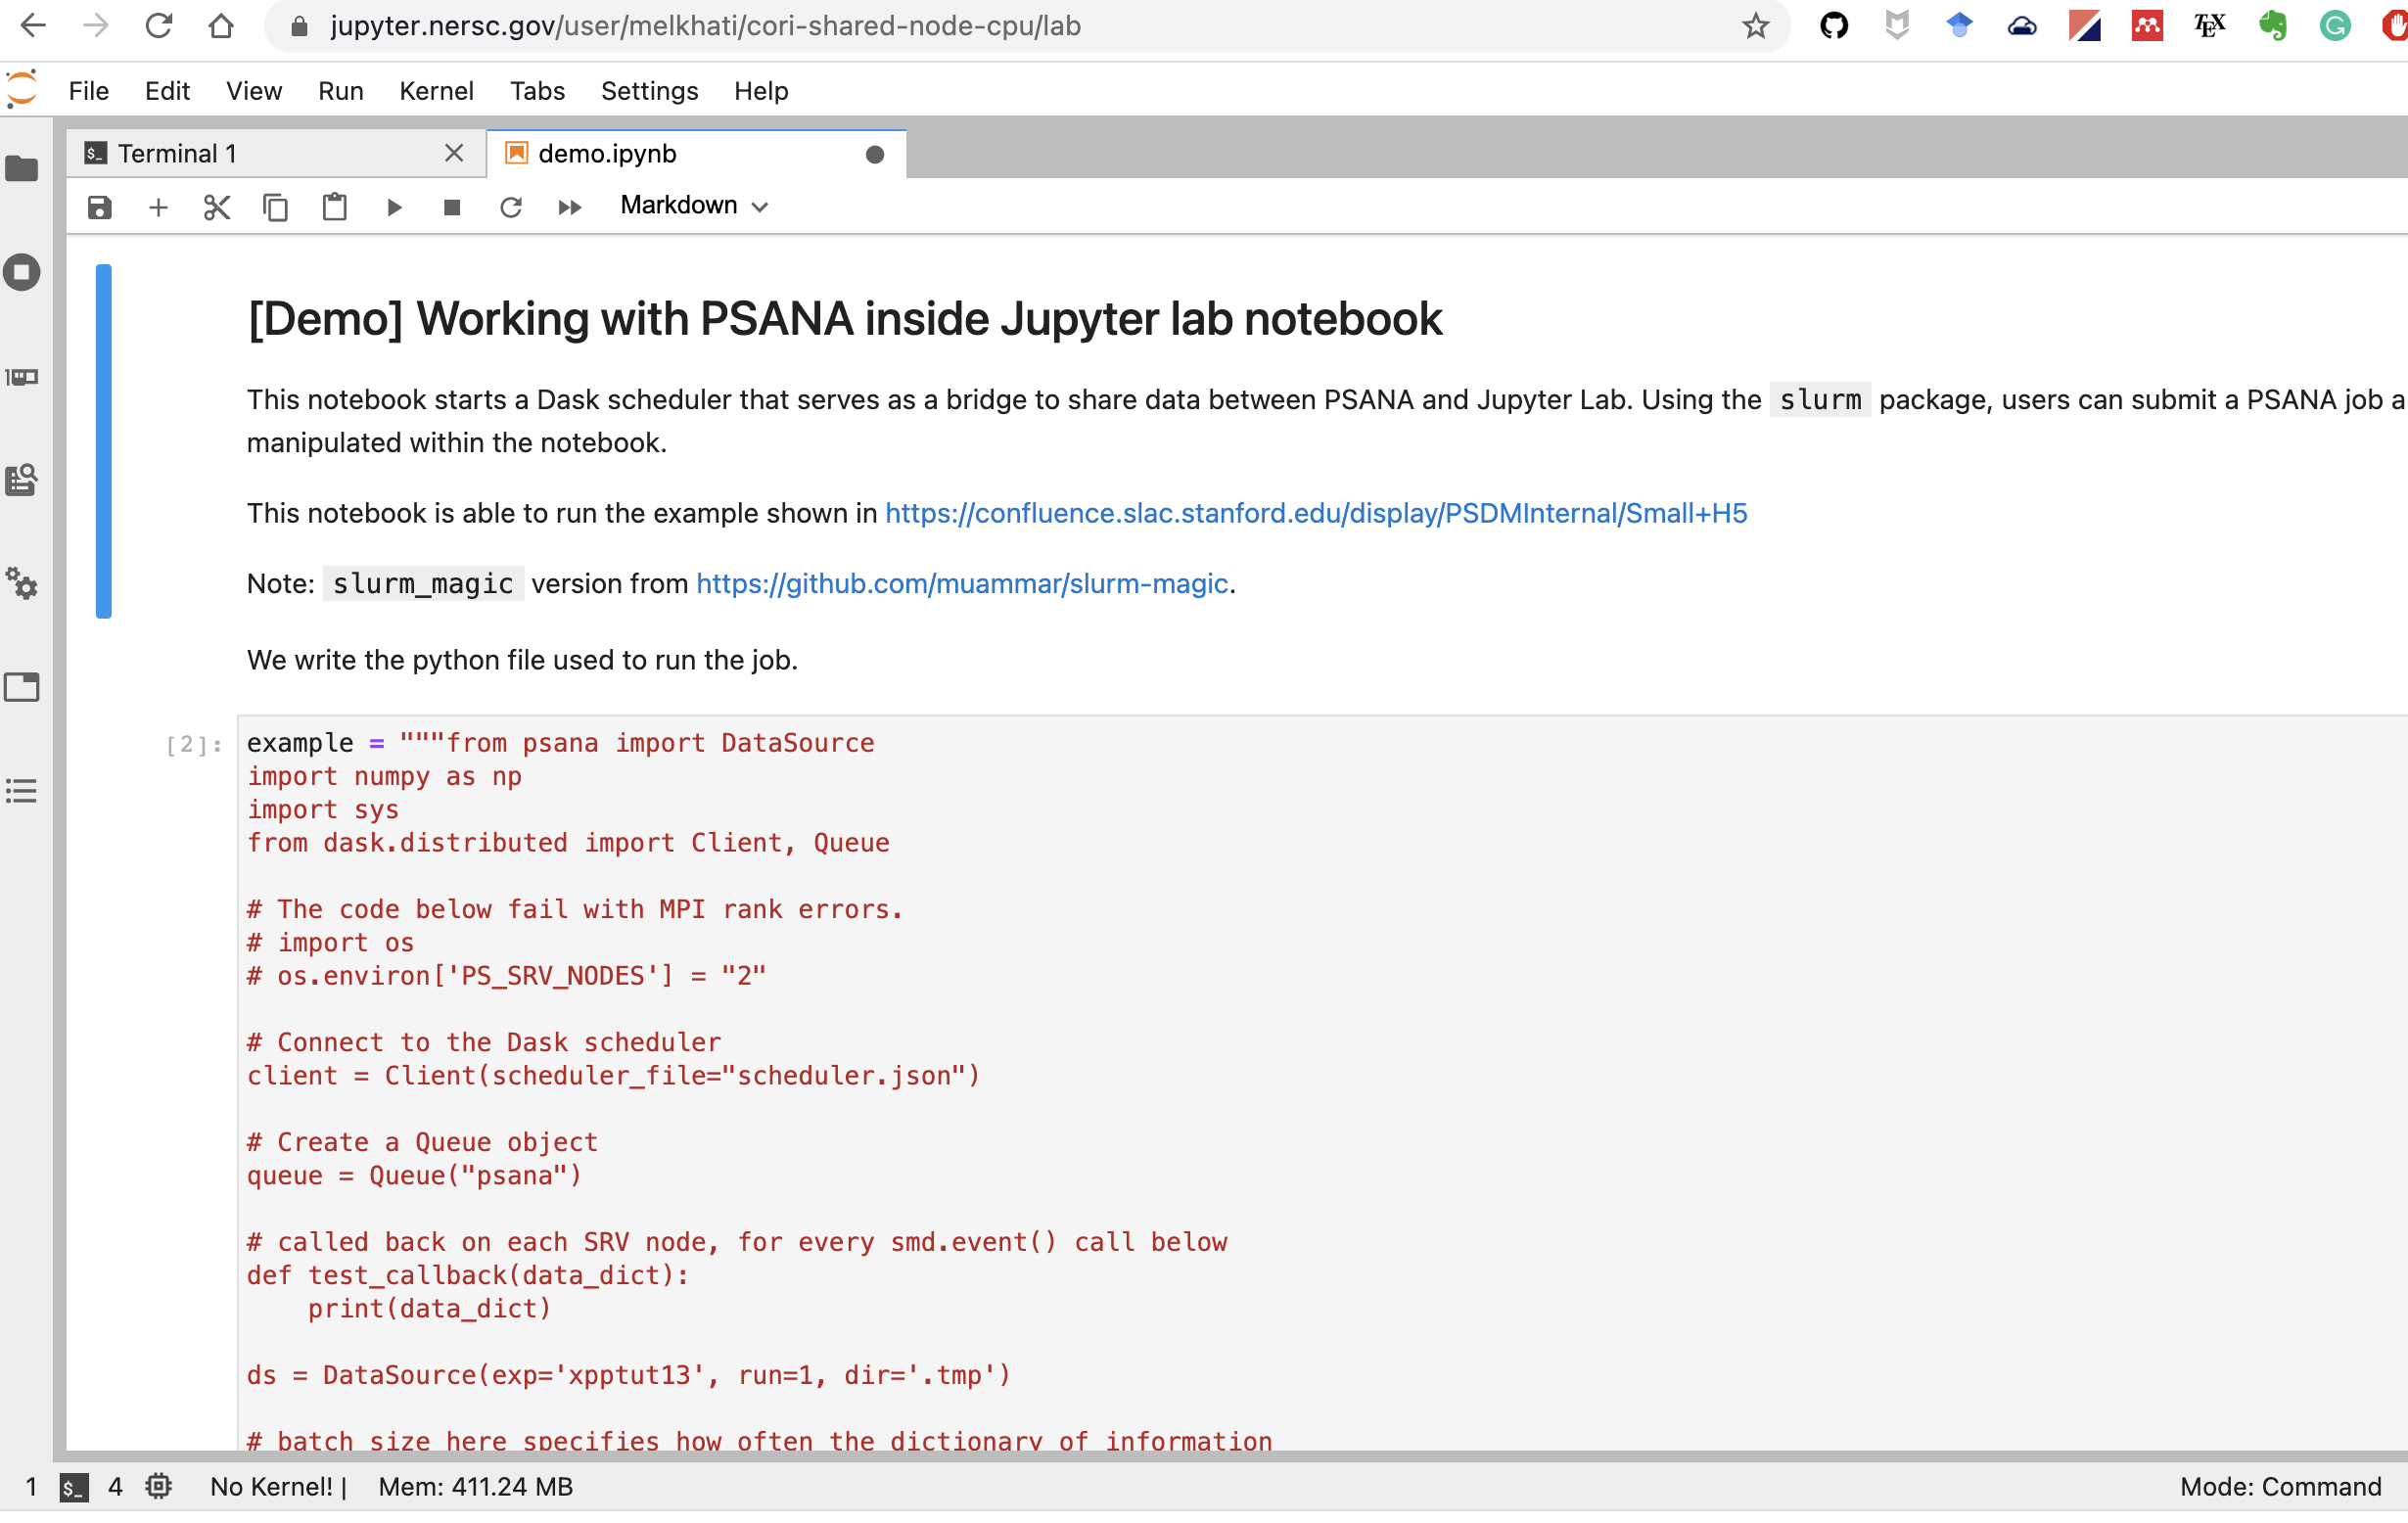 jupyter.nersc.gov/user/melkhati/cori-shared-node-cpu/lab
TEX
File Edit View Run Kernel Tabs Settings Help
$_ Terminal 1 demo.ipynb
Markdown
[Demo] Working with PSANA inside Jupyter lab notebook
This notebook starts a Dask scheduler that serves as a bridge to share data between PSANA and Jupyter Lab. Using the slurm package, users can submit a PSANA job a
manipulated within the notebook.
This notebook is able to run the example shown in https://confluence.slac.stanford.edu/display/PSDMInternal/Small+H5
Note: slurm_magic version from https://github.com/muammar/slurm-magic.
We write the python file used to run the job.
[2]: example = """from psana import DataSource
import numpy as np
import sys
from dask.distributed import Client, Queue
# The code below fail with MPI rank errors.
# import os
# os.environ['PS_SRV_NODES'] = "2"
# Connect to the Dask scheduler
client = Client(scheduler_file="scheduler.json")
# Create a Queue object
queue = Queue("psana")
# called back on each SRV node, for every smd.event() call below
def test_callback(data_dict):
    print(data_dict)
ds = DataSource(exp='xpptut13', run=1, dir='.tmp')
# batch size here specifies how often the dictionary of information
1 $_ 4 No Kernel! | Mem: 411.24 MB Mode: Command